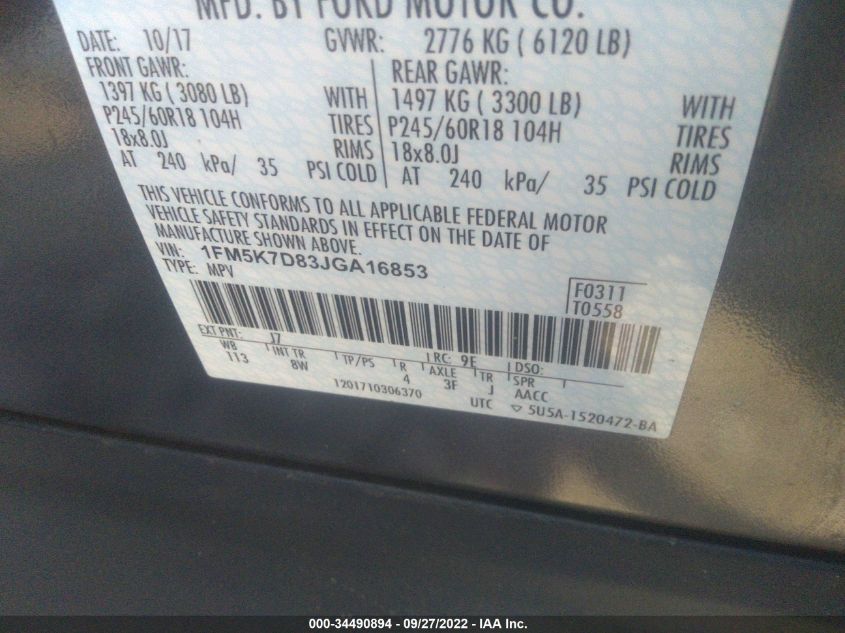 MFD. BY FORD MOTOR CO.
DATE: 10/17 GVWR: 2776 KG ( 6120 LB)
FRONT GAWR: REAR GAWR:
1397 KG ( 3080 LB) WITH 1497 KG ( 3300 LB) WITH
P245/60R18 104H TIRES P245/60R18 104H TIRES
18x8.0J RIMS 18x8.0J RIMS
AT 240 kPa/ 35 PSI COLD AT 240 kPa/ 35 PSI COLD
THIS VEHICLE CONFORMS TO ALL APPLICABLE FEDERAL MOTOR
VEHICLE SAFETY STANDARDS IN EFFECT ON THE DATE OF
MANUFACTURE SHOWN ABOVE.
VIN: 1FM5K7D83JGA16853
TYPE: MPV
F0311
T0558
EXT PNT: J7 RC: 9E DSO:
WB INT TR TP/PS R AXLE TR SPR
113 8W 4 3F J AACC
1201710306370 UTC ▽ 5U5A-1520472-BA
000-34490894 - 09/27/2022 - IAA Inc.